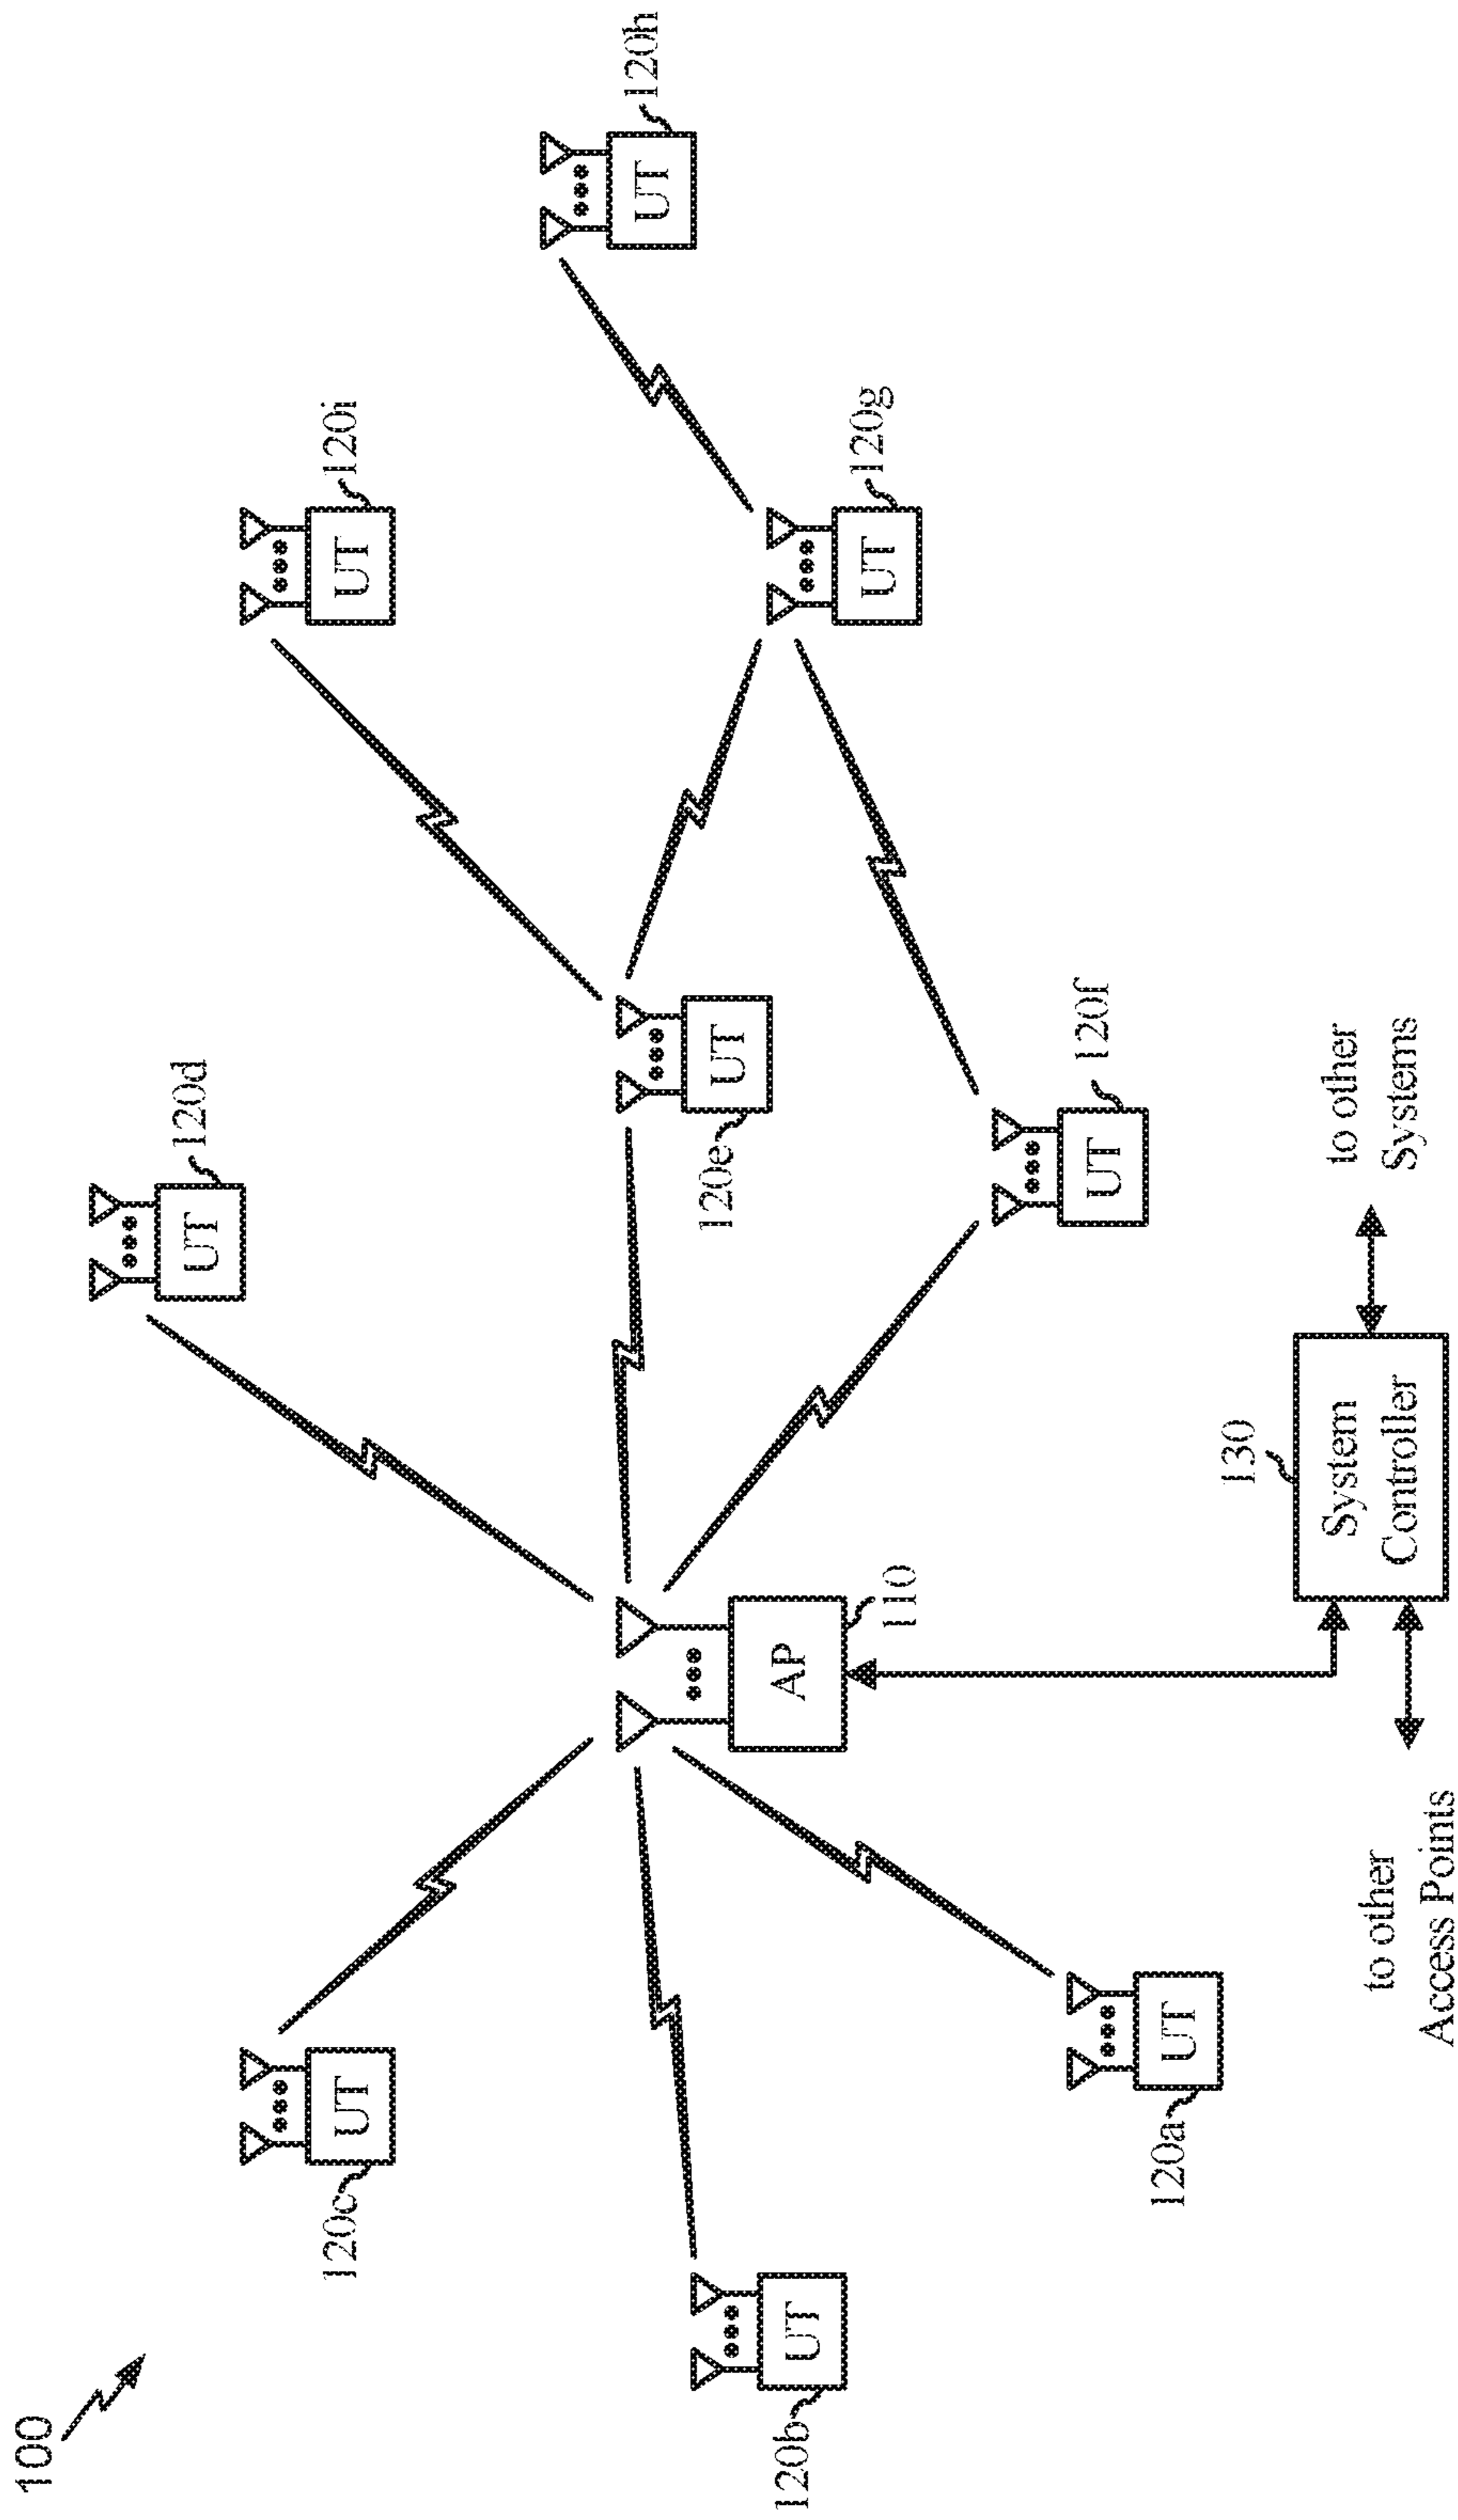 100
120d
UT
120c
UT
120i
UT
120h
UT
120e
UT
120b
UT
AP
110
120g
UT
120a
UT
120f
UT
130
System
Controller
to other
Access Points
to other
Systems